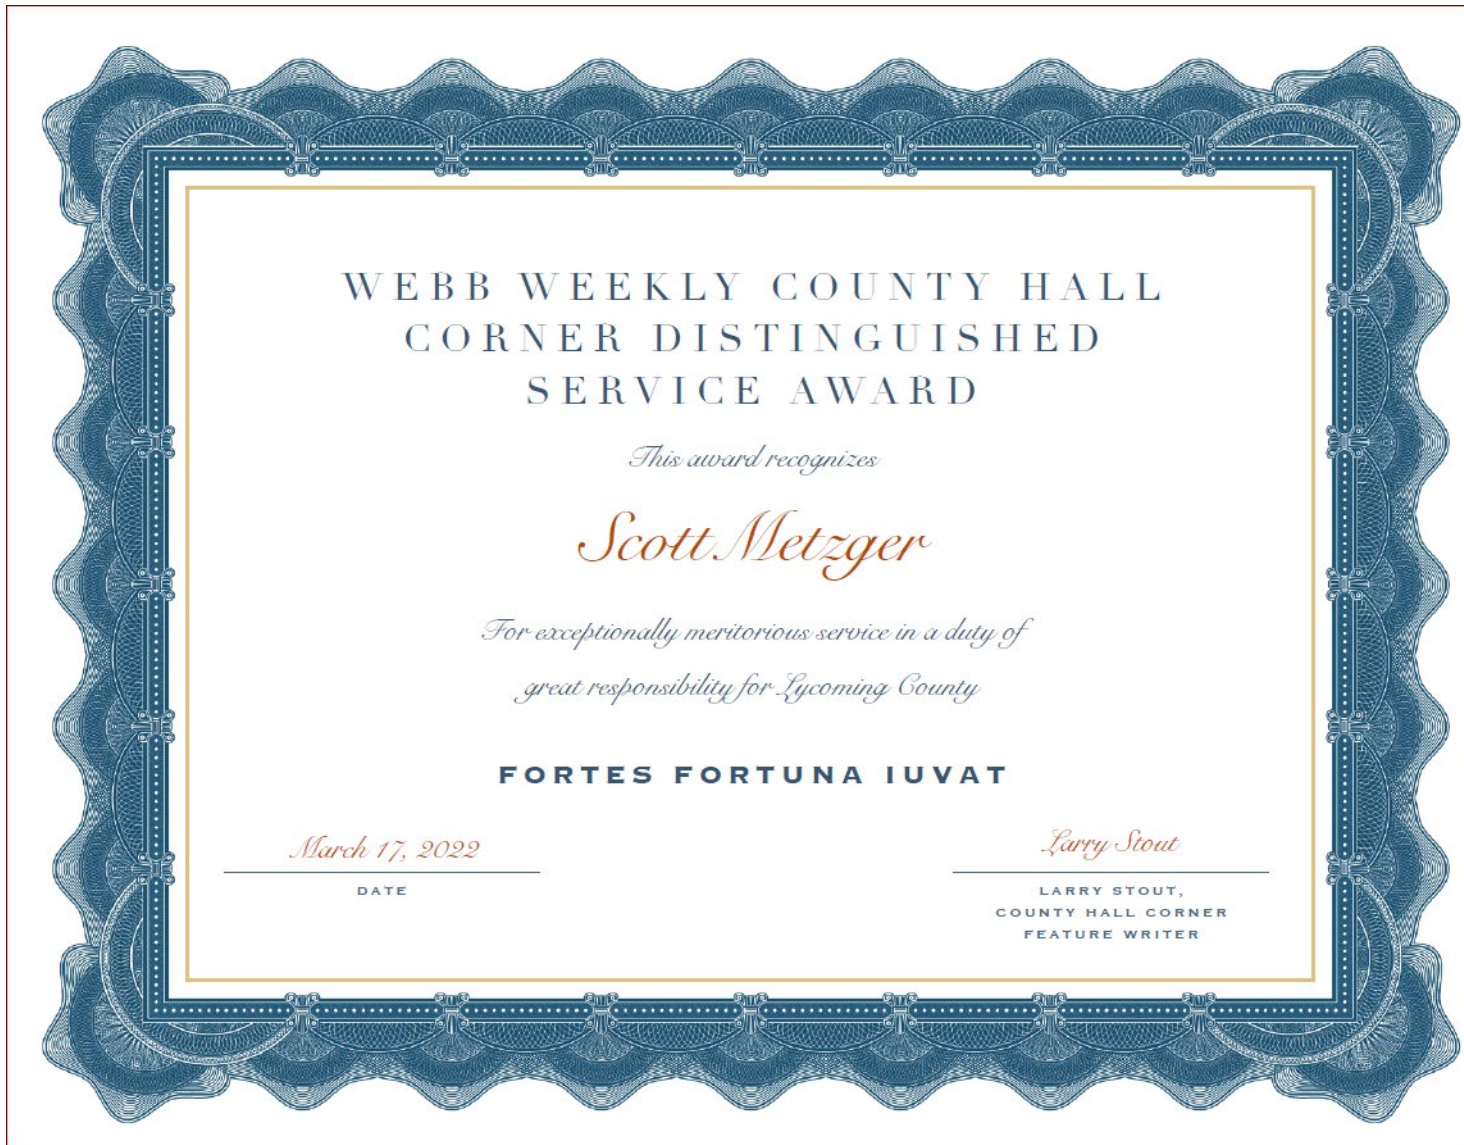 WEBB WEEKLY COUNTY HALL
CORNER DISTINGUISHED
SERVICE AWARD
This award recognizes
Scott Metzger
For exceptionally meritorious service in a duty of
great responsibility for Lycoming County
FORTES FORTUNA IUVAT
March 17, 2022
DATE
Larry Stout
LARRY STOUT,
COUNTY HALL CORNER
FEATURE WRITER